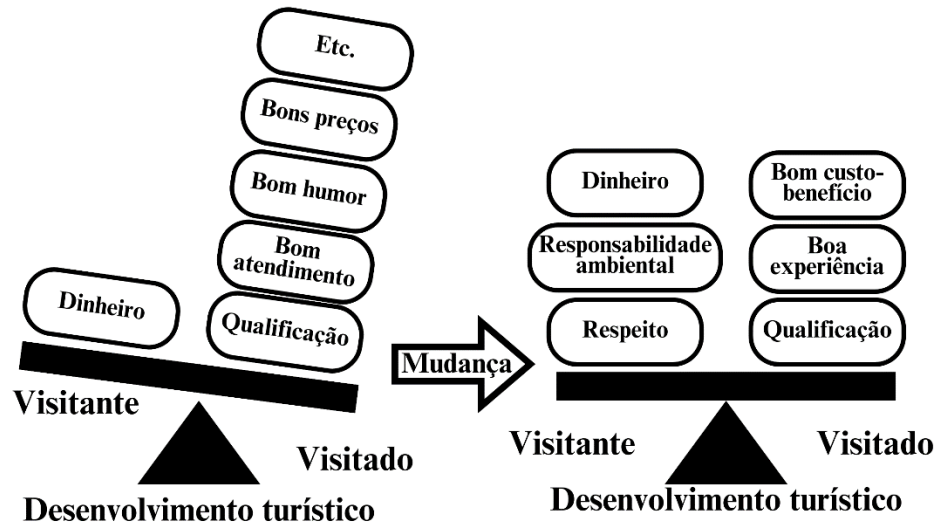 Etc.
Bons preços
Bom humor
Bom
atendimento
Dinheiro
Qualificação
Visitante
Visitado
Desenvolvimento turístico
Mudança
Dinheiro
Bom custo-
benefício
Responsabilidade
ambiental
Boa
experiência
Respeito
Qualificação
Visitante
Visitado
Desenvolvimento turístico